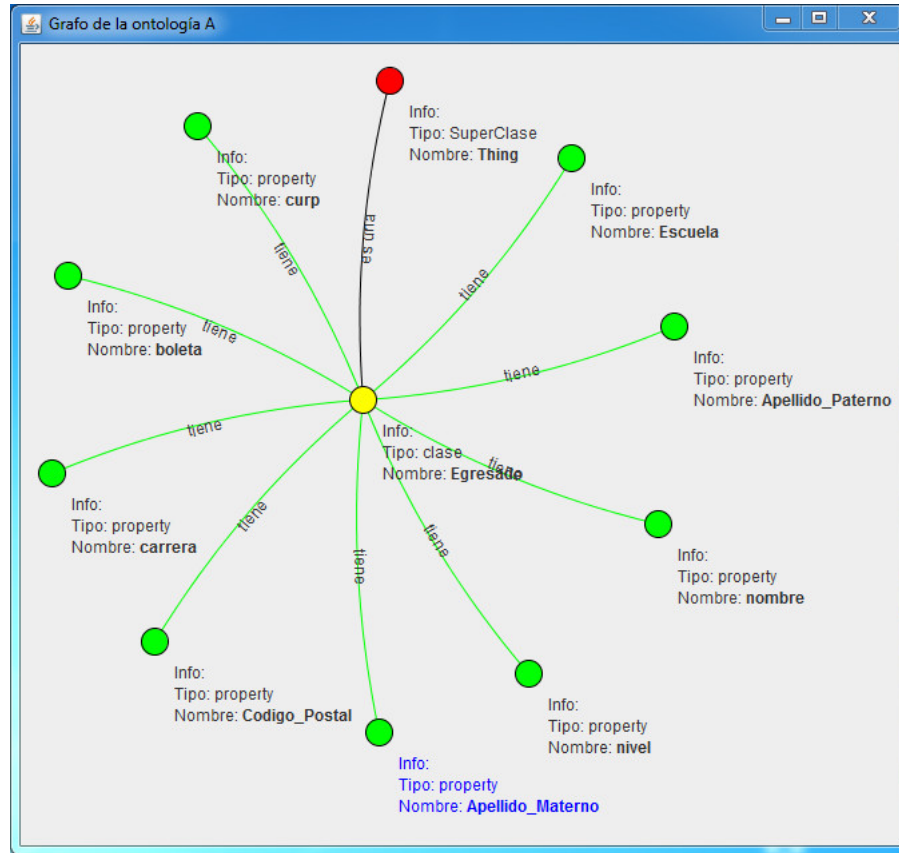 Grafo de la ontología A
Info:
Tipo: SuperClase
Nombre: Thing
Info:
Tipo: property
Nombre: curp
Info:
Tipo: property
Nombre: Escuela
es una
tiene
tiene
Info:
Tipo: property
Nombre: boleta
tiene
Info:
Tipo: property
Nombre: Apellido_Paterno
tiene
Info:
Tipo: clase
Nombre: Egresado
tiene
tiene
Info:
Tipo: property
Nombre: carrera
tiene
tiene
tiene
Info:
Tipo: property
Nombre: nombre
Info:
Tipo: property
Nombre: Codigo_Postal
Info:
Tipo: property
Nombre: nivel
Info:
Tipo: property
Nombre: Apellido_Materno